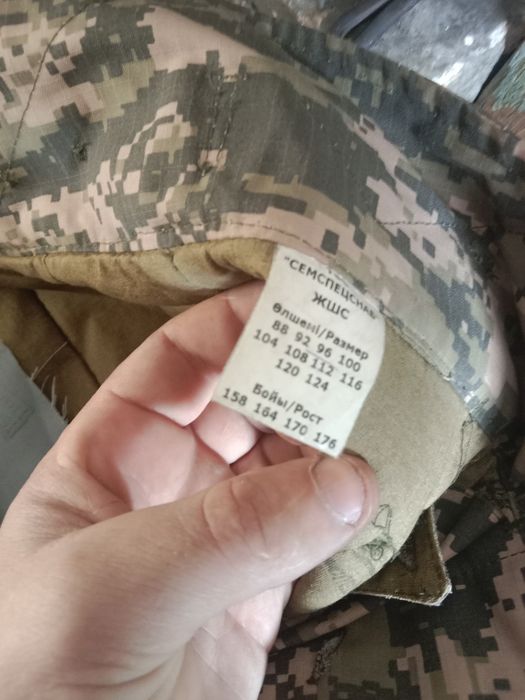 "СЕМСПЕЦСНАБ"
ЖШС
Өлшемі/Размер
88 92 96 100
104 108 112 116
120 124
Бойы/Рост
158 164 170 176